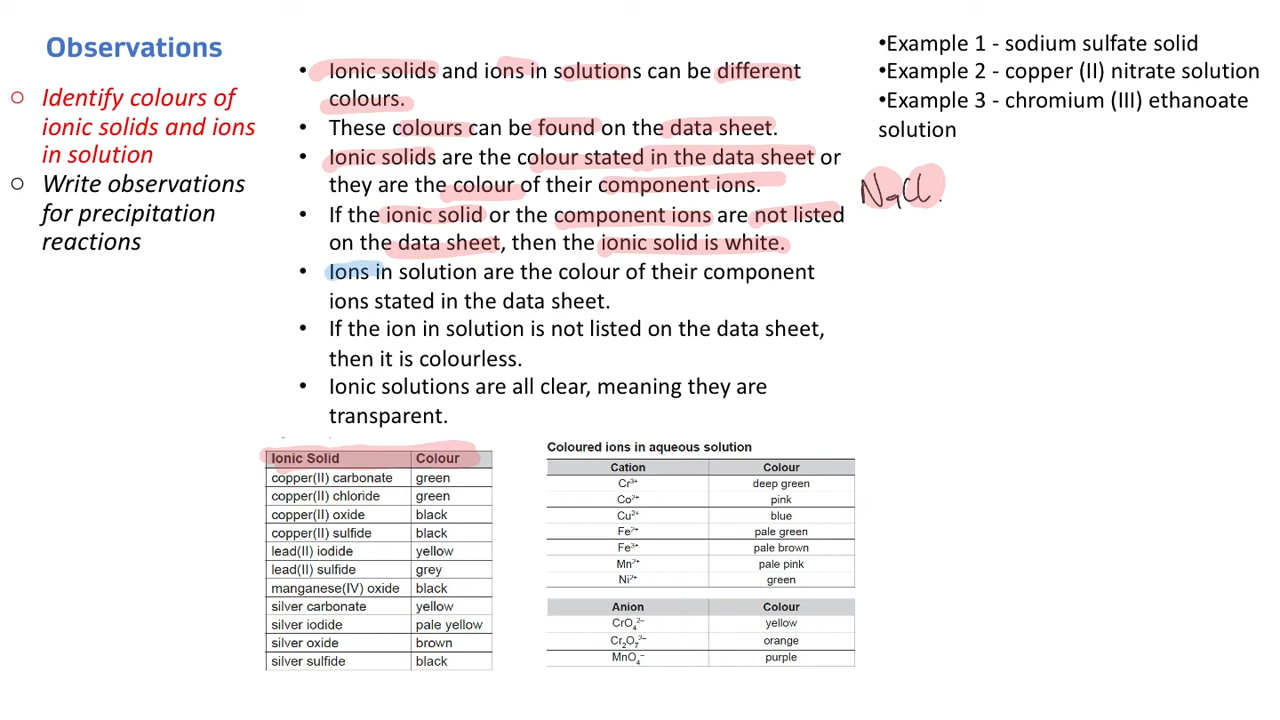 Observations
○ Identify colours of
ionic solids and ions
in solution
○ Write observations
for precipitation
reactions
• Ionic solids and ions in solutions can be different
colours.
• These colours can be found on the data sheet.
• Ionic solids are the colour stated in the data sheet or
they are the colour of their component ions.
• If the ionic solid or the component ions are not listed
on the data sheet, then the ionic solid is white.
• Ions in solution are the colour of their component
ions stated in the data sheet.
• If the ion in solution is not listed on the data sheet,
then it is colourless.
• Ionic solutions are all clear, meaning they are
transparent.
•Example 1 - sodium sulfate solid
•Example 2 - copper (II) nitrate solution
•Example 3 - chromium (III) ethanoate
solution
NaCl.
Ionic Solid Colour
copper(II) carbonate green
copper(II) chloride green
copper(II) oxide black
copper(II) sulfide black
lead(II) iodide yellow
lead(II) sulfide grey
manganese(IV) oxide black
silver carbonate yellow
silver iodide pale yellow
silver oxide brown
silver sulfide black
Coloured ions in aqueous solution
Cation Colour
Cr³⁺ deep green
Co²⁺ pink
Cu²⁺ blue
Fe²⁺ pale green
Fe³⁺ pale brown
Mn²⁺ pale pink
Ni²⁺ green
Anion Colour
CrO₄²⁻ yellow
Cr₂O₇²⁻ orange
MnO₄⁻ purple